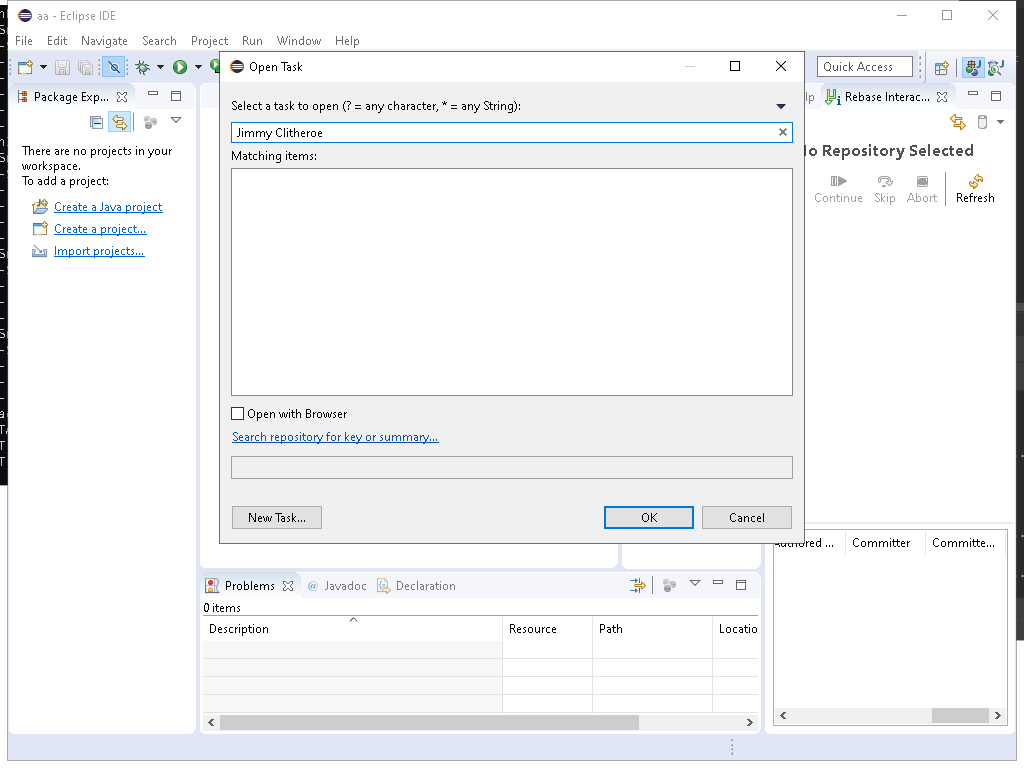 aa - Eclipse IDE
File Edit Navigate Search Project Run Window Help
Quick Access
Package Exp...
There are no projects in your
workspace.
To add a project:
Create a Java project
Create a project...
Import projects...
Open Task
Select a task to open (? = any character, * = any String):
Jimmy Clitheroe
Matching items:
Open with Browser
Search repository for key or summary...
New Task... OK Cancel
Rebase Interac...
Repository Selected
Continue Skip Abort Refresh
Committer Committe...
Problems @ Javadoc Declaration
0 items
Description Resource Path Locatio